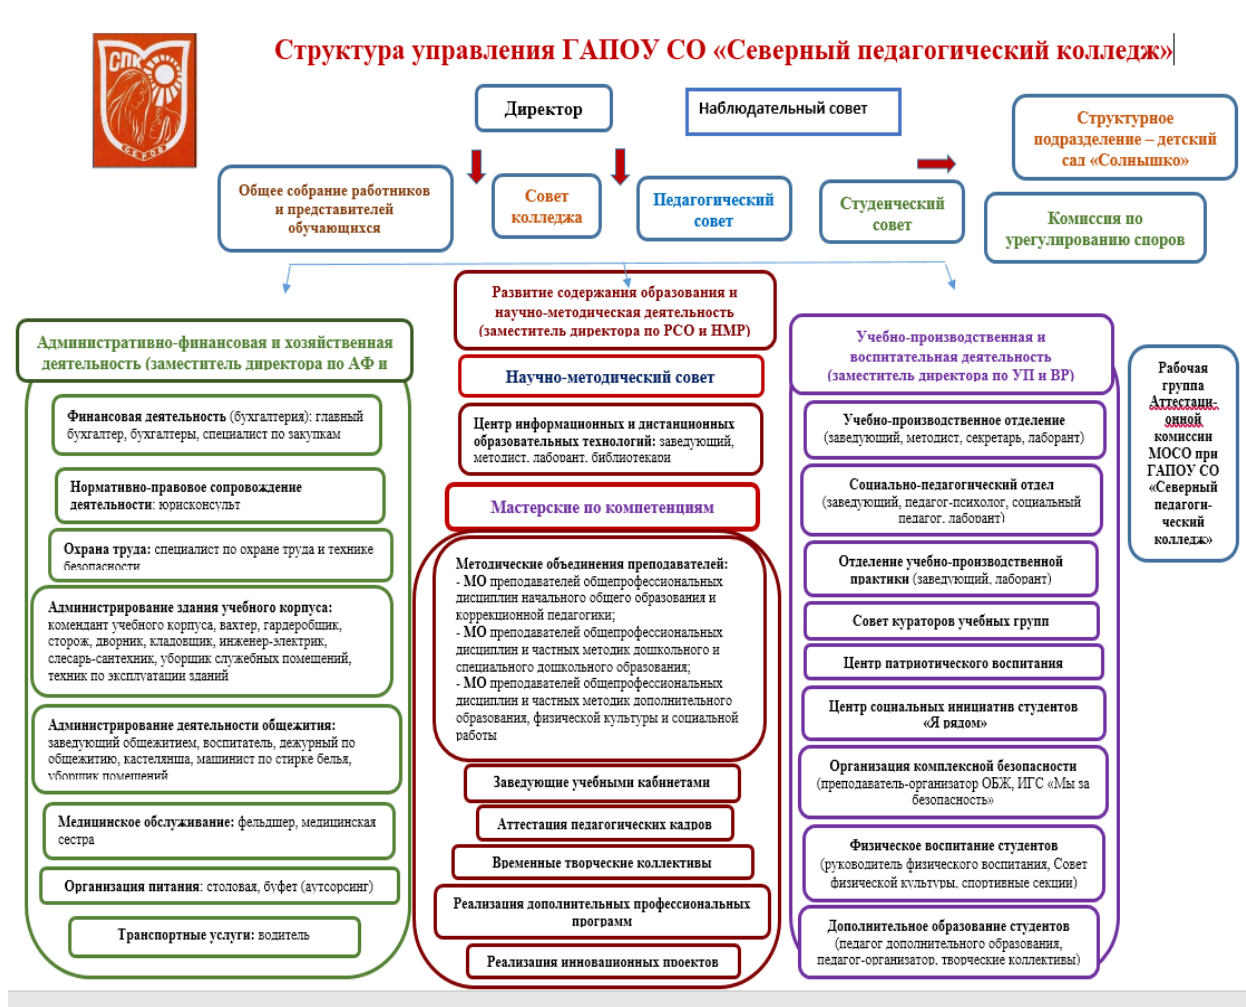 Структура управления ГАПОУ СО «Северный педагогический колледж»
СПК
СЕРОВ
Директор
Наблюдательный совет
Структурное
подразделение – детский
сад «Солнышко»
Общее собрание работников
и представителей
обучающихся
Совет
колледжа
Педагогический
совет
Студенческий
совет
Комиссия по
урегулированию споров
Административно-финансовая и хозяйственная
деятельность (заместитель директора по АФ и
Финансовая деятельность (бухгалтерия): главный
бухгалтер, бухгалтеры, специалист по закупкам
Нормативно-правовое сопровождение
деятельности: юрисконсульт
Охрана труда: специалист по охране труда и технике
безопасности
Администрирование здания учебного корпуса:
комендант учебного корпуса, вахтер, гардеробщик,
сторож, дворник, кладовщик, инженер-электрик,
слесарь-сантехник, уборщик служебных помещений,
техник по эксплуатации зданий
Администрирование деятельности общежития:
заведующий общежитием, воспитатель, дежурный по
общежитию, кастелянша, машинист по стирке белья,
уборщик помещений
Медицинское обслуживание: фельдшер, медицинская
сестра
Организация питания: столовая, буфет (аутсорсинг)
Транспортные услуги: водитель
Развитие содержания образования и
научно-методическая деятельность
(заместитель директора по РСО и НМР)
Научно-методический совет
Центр информационных и дистанционных
образовательных технологий: заведующий,
методист, лаборант, библиотекари
Мастерские по компетенциям
Методические объединения преподавателей:
- МО преподавателей общепрофессиональных
дисциплин начального общего образования и
коррекционной педагогики;
- МО преподавателей общепрофессиональных
дисциплин и частных методик дошкольного и
специального дошкольного образования;
- МО преподавателей общепрофессиональных
дисциплин и частных методик дополнительного
образования, физической культуры и социальной
работы
Заведующие учебными кабинетами
Аттестация педагогических кадров
Временные творческие коллективы
Реализация дополнительных профессиональных
программ
Реализация инновационных проектов
Учебно-производственная и
воспитательная деятельность
(заместитель директора по УП и ВР)
Учебно-производственное отделение
(заведующий, методист, секретарь, лаборант)
Социально-педагогический отдел
(заведующий, педагог-психолог, социальный
педагог, лаборант)
Отделение учебно-производственной
практики (заведующий, лаборант)
Совет кураторов учебных групп
Центр патриотического воспитания
Центр социальных инициатив студентов
«Я рядом»
Организация комплексной безопасности
(преподаватель-организатор ОБЖ, ИГС «Мы за
безопасность»
Физическое воспитание студентов
(руководитель физического воспитания, Совет
физической культуры, спортивные секции)
Дополнительное образование студентов
(педагог дополнительного образования,
педагог-организатор, творческие коллективы)
Рабочая
группа
Аттестаци-
онной
комиссии
МОСО при
ГАПОУ СО
«Северный
педагоги-
ческий
колледж»